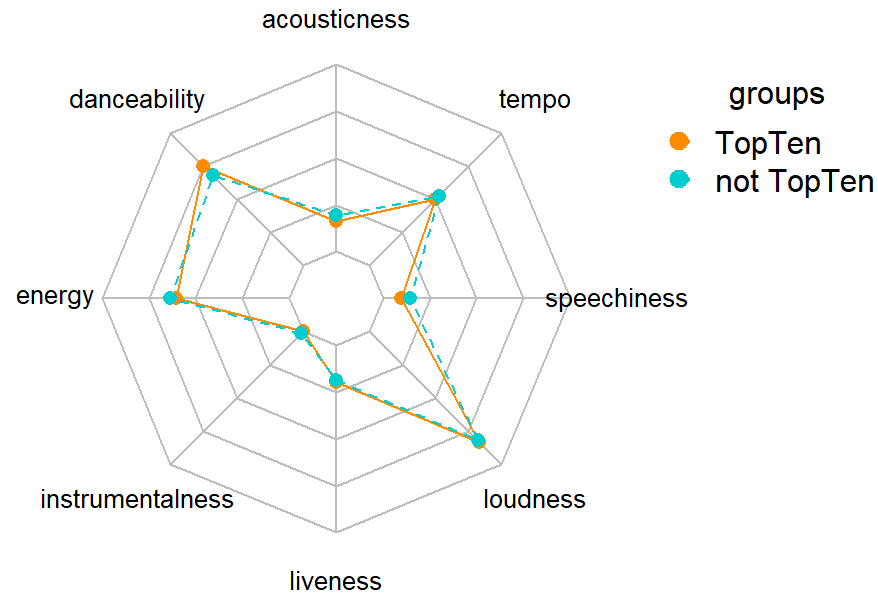 acousticness
danceability
tempo
groups
TopTen
not TopTen
energy
speechiness
instrumentalness
loudness
liveness